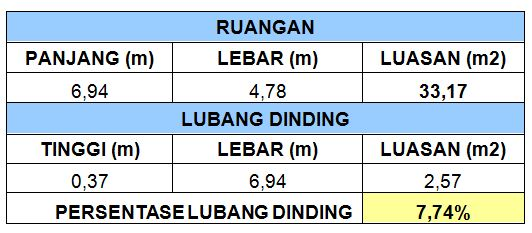 RUANGAN
PANJANG (m) LEBAR (m) LUASAN (m2)
6,94 4,78 33,17
LUBANG DINDING
TINGGI (m) LEBAR (m) LUASAN (m2)
0,37 6,94 2,57
PERSENTASE LUBANG DINDING 7,74%